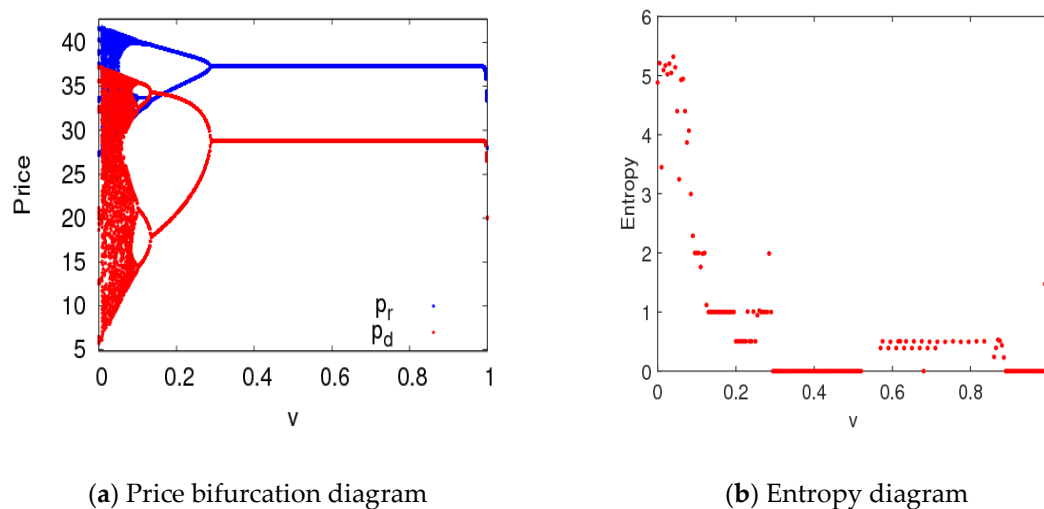 40
35
30
25
20
15
10
5
Price
p_r
p_d
0 0.2 0.4 0.6 0.8 1
v
(a) Price bifurcation diagram
6
5
4
3
2
1
0
Entropy
0 0.2 0.4 0.6 0.8
v
(b) Entropy diagram